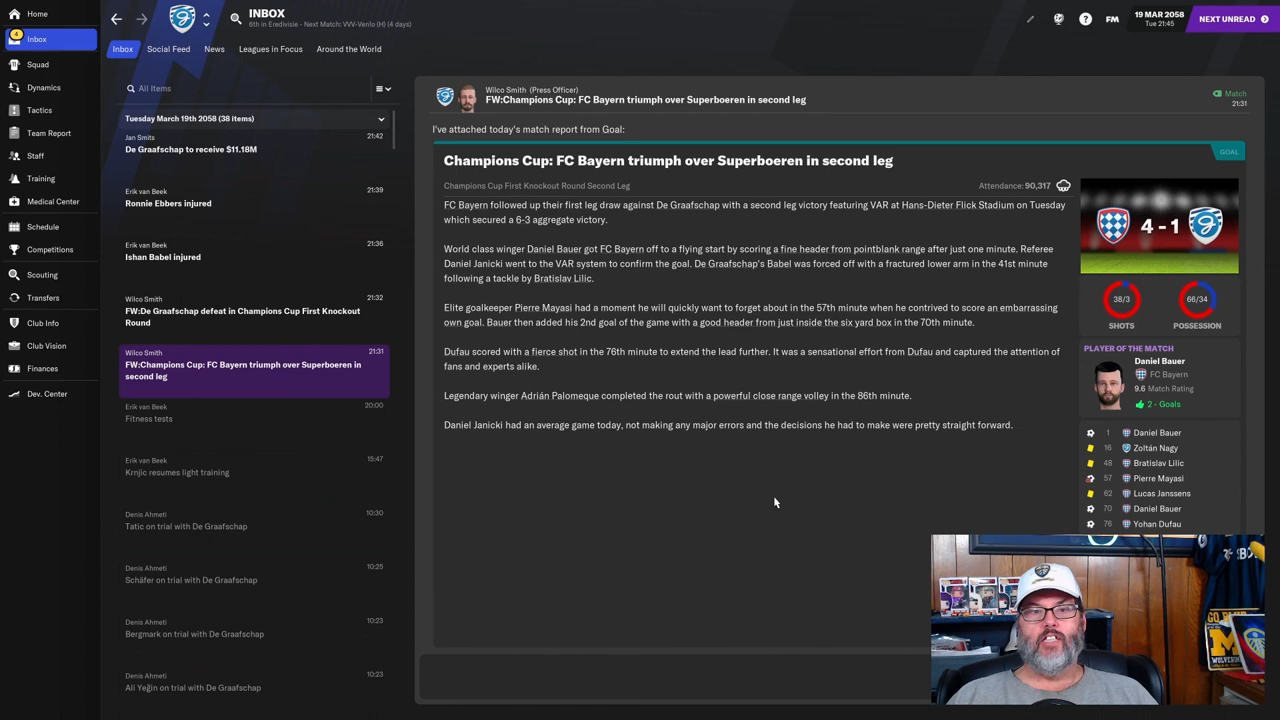 Home
INBOX
6th in Eredivisie - Next Match: VVV-Venlo (H) (4 days)
FM
19 MAR 2058
Tue 21:45
NEXT UNREAD
4
Inbox
Squad
Dynamics
Tactics
Team Report
Staff
Training
Medical Center
Schedule
Competitions
Scouting
Transfers
Club Info
Club Vision
Finances
Dev. Center
Inbox
Social Feed
News
Leagues in Focus
Around the World
All Items
Tuesday March 19th 2058 (38 items)
Jan Smits
21:42
De Graafschap to receive $11.18M
Erik van Beek
21:39
Ronnie Ebbers injured
Erik van Beek
21:36
Ishan Babel injured
Wilco Smith
21:32
FW:De Graafschap defeat in Champions Cup First Knockout
Round
Wilco Smith
21:31
FW:Champions Cup: FC Bayern triumph over Superboeren in
second leg
Erik van Beek
20:00
Fitness tests
Erik van Beek
15:47
Krnjic resumes light training
Denis Ahmeti
10:30
Tatic on trial with De Graafschap
Denis Ahmeti
10:25
Schäfer on trial with De Graafschap
Denis Ahmeti
10:23
Bergmark on trial with De Graafschap
Denis Ahmeti
10:23
Ali Yeğin on trial with De Graafschap
Wilco Smith (Press Officer)
FW:Champions Cup: FC Bayern triumph over Superboeren in second leg
Match
21:31
I've attached today's match report from Goal:
GOAL
Champions Cup: FC Bayern triumph over Superboeren in second leg
Champions Cup First Knockout Round Second Leg
Attendance: 90,317
FC Bayern followed up their first leg draw against De Graafschap with a second leg victory featuring VAR at Hans-Dieter Flick Stadium on Tuesday
which secured a 6-3 aggregate victory.
World class winger Daniel Bauer got FC Bayern off to a flying start by scoring a fine header from pointblank range after just one minute. Referee
Daniel Janicki went to the VAR system to confirm the goal. De Graafschap's Babel was forced off with a fractured lower arm in the 41st minute
following a tackle by Bratislav Lilic.
Elite goalkeeper Pierre Mayasi had a moment he will quickly want to forget about in the 57th minute when he contrived to score an embarrassing
own goal. Bauer then added his 2nd goal of the game with a good header from just inside the six yard box in the 70th minute.
Dufau scored with a fierce shot in the 76th minute to extend the lead further. It was a sensational effort from Dufau and captured the attention of
fans and experts alike.
Legendary winger Adrián Palomeque completed the rout with a powerful close range volley in the 86th minute.
Daniel Janicki had an average game today, not making any major errors and the decisions he had to make were pretty straight forward.
4 - 1
38/3
66/34
SHOTS
POSSESSION
PLAYER OF THE MATCH
Daniel Bauer
FC Bayern
9.6 Match Rating
2 - Goals
1 Daniel Bauer
16 Zoltán Nagy
48 Bratislav Lilic
57 Pierre Mayasi
62 Lucas Janssens
70 Daniel Bauer
76 Yohan Dufau
GO BLUE
M